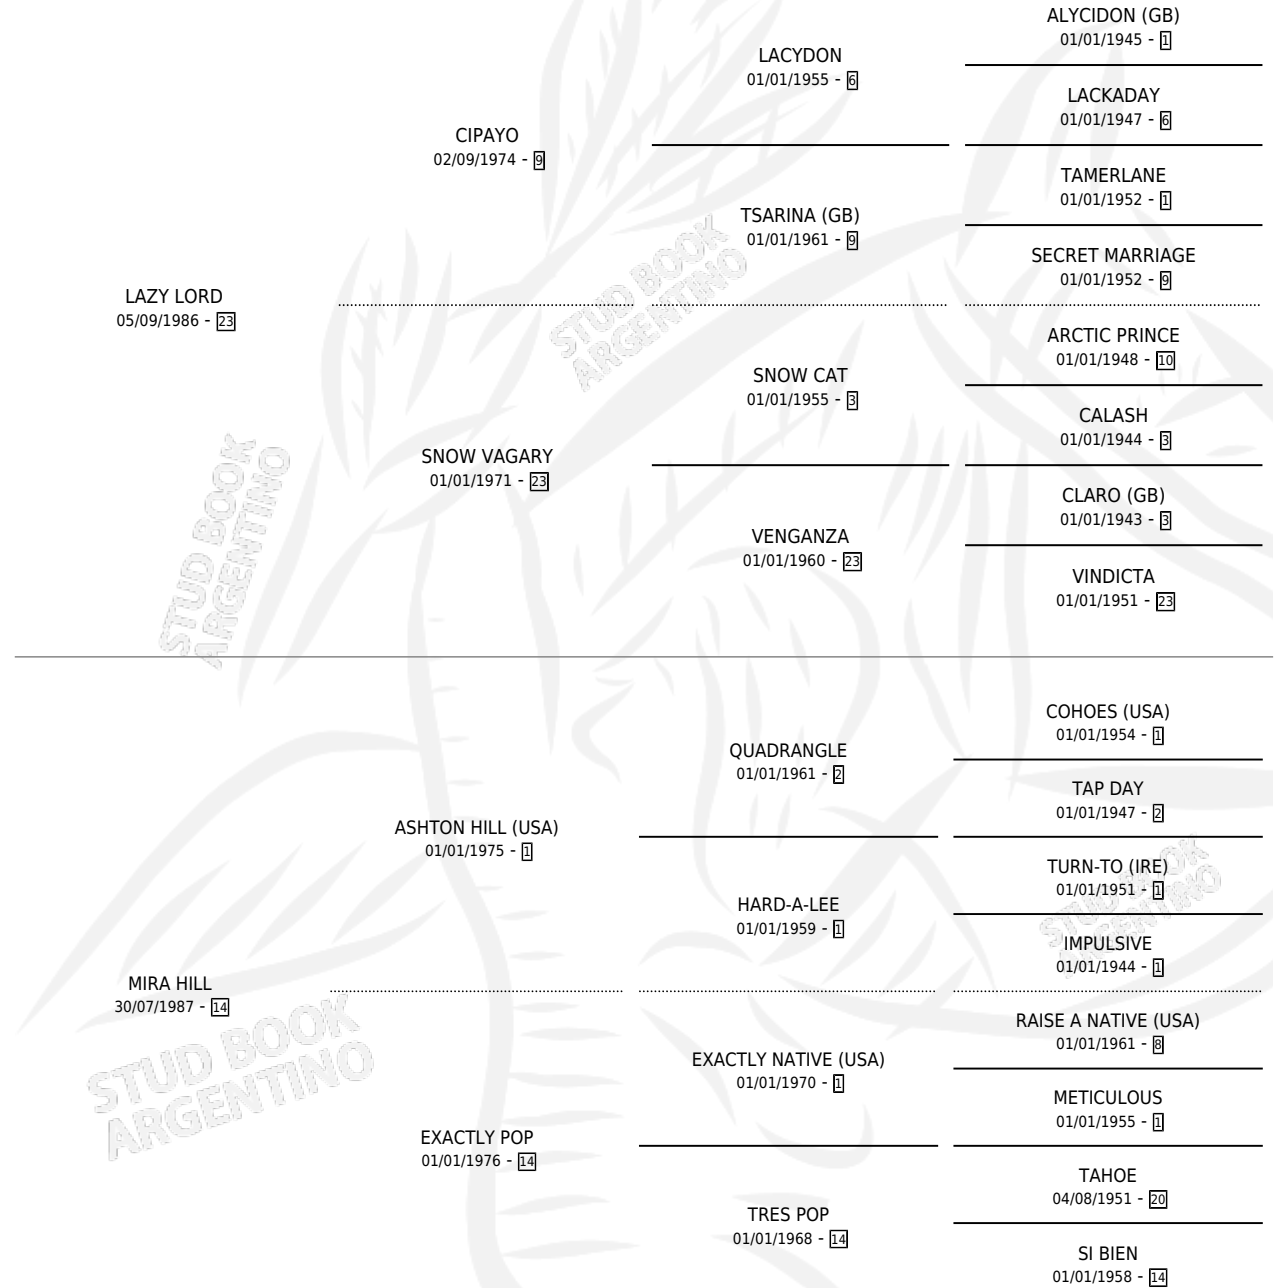 ALYCIDON (GB)
01/01/1945 - 1
LACYDON
01/01/1955 - 6
LACKADAY
01/01/1947 - 6
CIPAYO
02/09/1974 - 9
TAMERLANE
01/01/1952 - 1
TSARINA (GB)
01/01/1961 - 9
SECRET MARRIAGE
01/01/1952 - 9
LAZY LORD
05/09/1986 - 23
ARCTIC PRINCE
01/01/1948 - 10
SNOW CAT
01/01/1955 - 3
CALASH
01/01/1944 - 3
SNOW VAGARY
01/01/1971 - 23
CLARO (GB)
01/01/1943 - 3
VENGANZA
01/01/1960 - 23
VINDICTA
01/01/1951 - 23
COHOES (USA)
01/01/1954 - 1
QUADRANGLE
01/01/1961 - 2
TAP DAY
01/01/1947 - 2
ASHTON HILL (USA)
01/01/1975 - 1
TURN-TO (IRE)
01/01/1951 - 1
HARD-A-LEE
01/01/1959 - 1
IMPULSIVE
01/01/1944 - 1
MIRA HILL
30/07/1987 - 14
RAISE A NATIVE (USA)
01/01/1961 - 8
EXACTLY NATIVE (USA)
01/01/1970 - 1
METICULOUS
01/01/1955 - 1
EXACTLY POP
01/01/1976 - 14
TAHOE
04/08/1951 - 20
TRES POP
01/01/1968 - 14
SI BIEN
01/01/1958 - 14
STUD BOOK
ARGENTINO
STUD BOOK
ARGENTINO
STUD BOOK
ARGENTINO
STUD BOOK
ARGENTINO